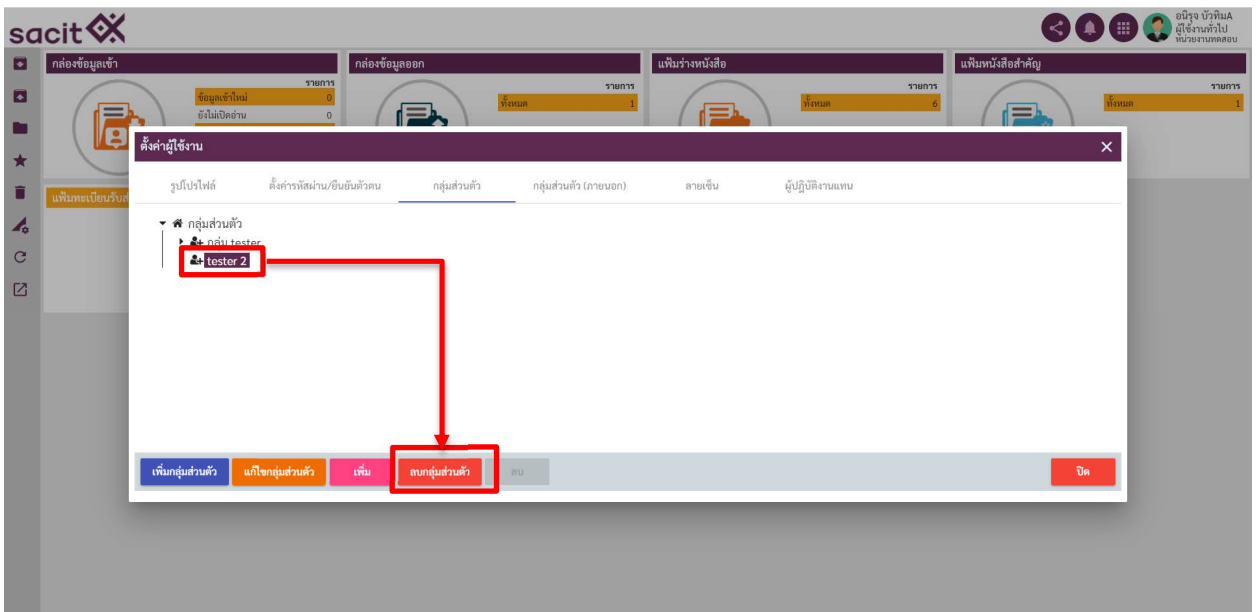 sacit
อนิรุจ บัวทิมA
ผู้ใช้งานทั่วไป
หน่วยงานทดสอบ
กล่องข้อมูลเข้า
รายการ
ข้อมูลเข้าใหม่ 0
ยังไม่เปิดอ่าน 0
กล่องข้อมูลออก
รายการ
ทั้งหมด 1
แฟ้มร่างหนังสือ
รายการ
ทั้งหมด 6
แฟ้มหนังสือสำคัญ
รายการ
ทั้งหมด 1
แฟ้มทะเบียนรับส่
ตั้งค่าผู้ใช้งาน
รูปโปรไฟล์ ตั้งค่ารหัสผ่าน/ยืนยันตัวตน กลุ่มส่วนตัว กลุ่มส่วนตัว (ภายนอก) ลายเซ็น ผู้ปฏิบัติงานแทน
กลุ่มส่วนตัว
กลุ่ม tester
tester 2
เพิ่มกลุ่มส่วนตัว แก้ไขกลุ่มส่วนตัว เพิ่ม ลบกลุ่มส่วนตัว ลบ ปิด